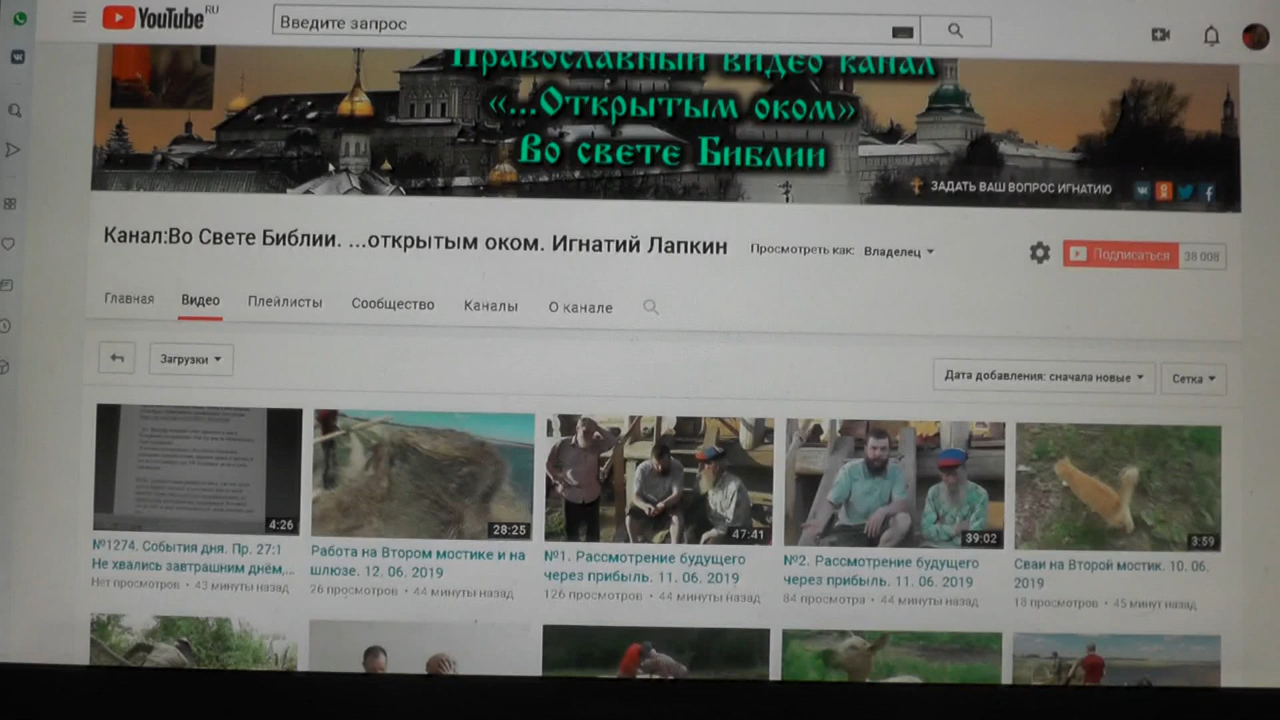 YouTube RU
Введите запрос
Православный видео канал
«...Открытым оком»
Во свете Библии
ЗАДАТЬ ВАШ ВОПРОС ИГНАТИЮ
Канал:Во Свете Библии. ...открытым оком. Игнатий Лапкин
Просмотреть как: Владелец
Подписаться 38 008
Главная Видео Плейлисты Сообщество Каналы О канале
Загрузки
Дата добавления: сначала новые
Сетка
4:26
№1274. События дня. Пр. 27:1
Не хвались завтрашним днём,...
Нет просмотров • 43 минуты назад
28:25
Работа на Втором мостике и на
шлюзе. 12. 06. 2019
26 просмотров • 44 минуты назад
47:41
№1. Рассмотрение будущего
через прибыль. 11. 06. 2019
126 просмотров • 44 минуты назад
39:02
№2. Рассмотрение будущего
через прибыль. 11. 06. 2019
84 просмотра • 44 минуты назад
3:59
Сваи на Второй мостик. 10. 06.
2019
18 просмотров • 45 минут назад